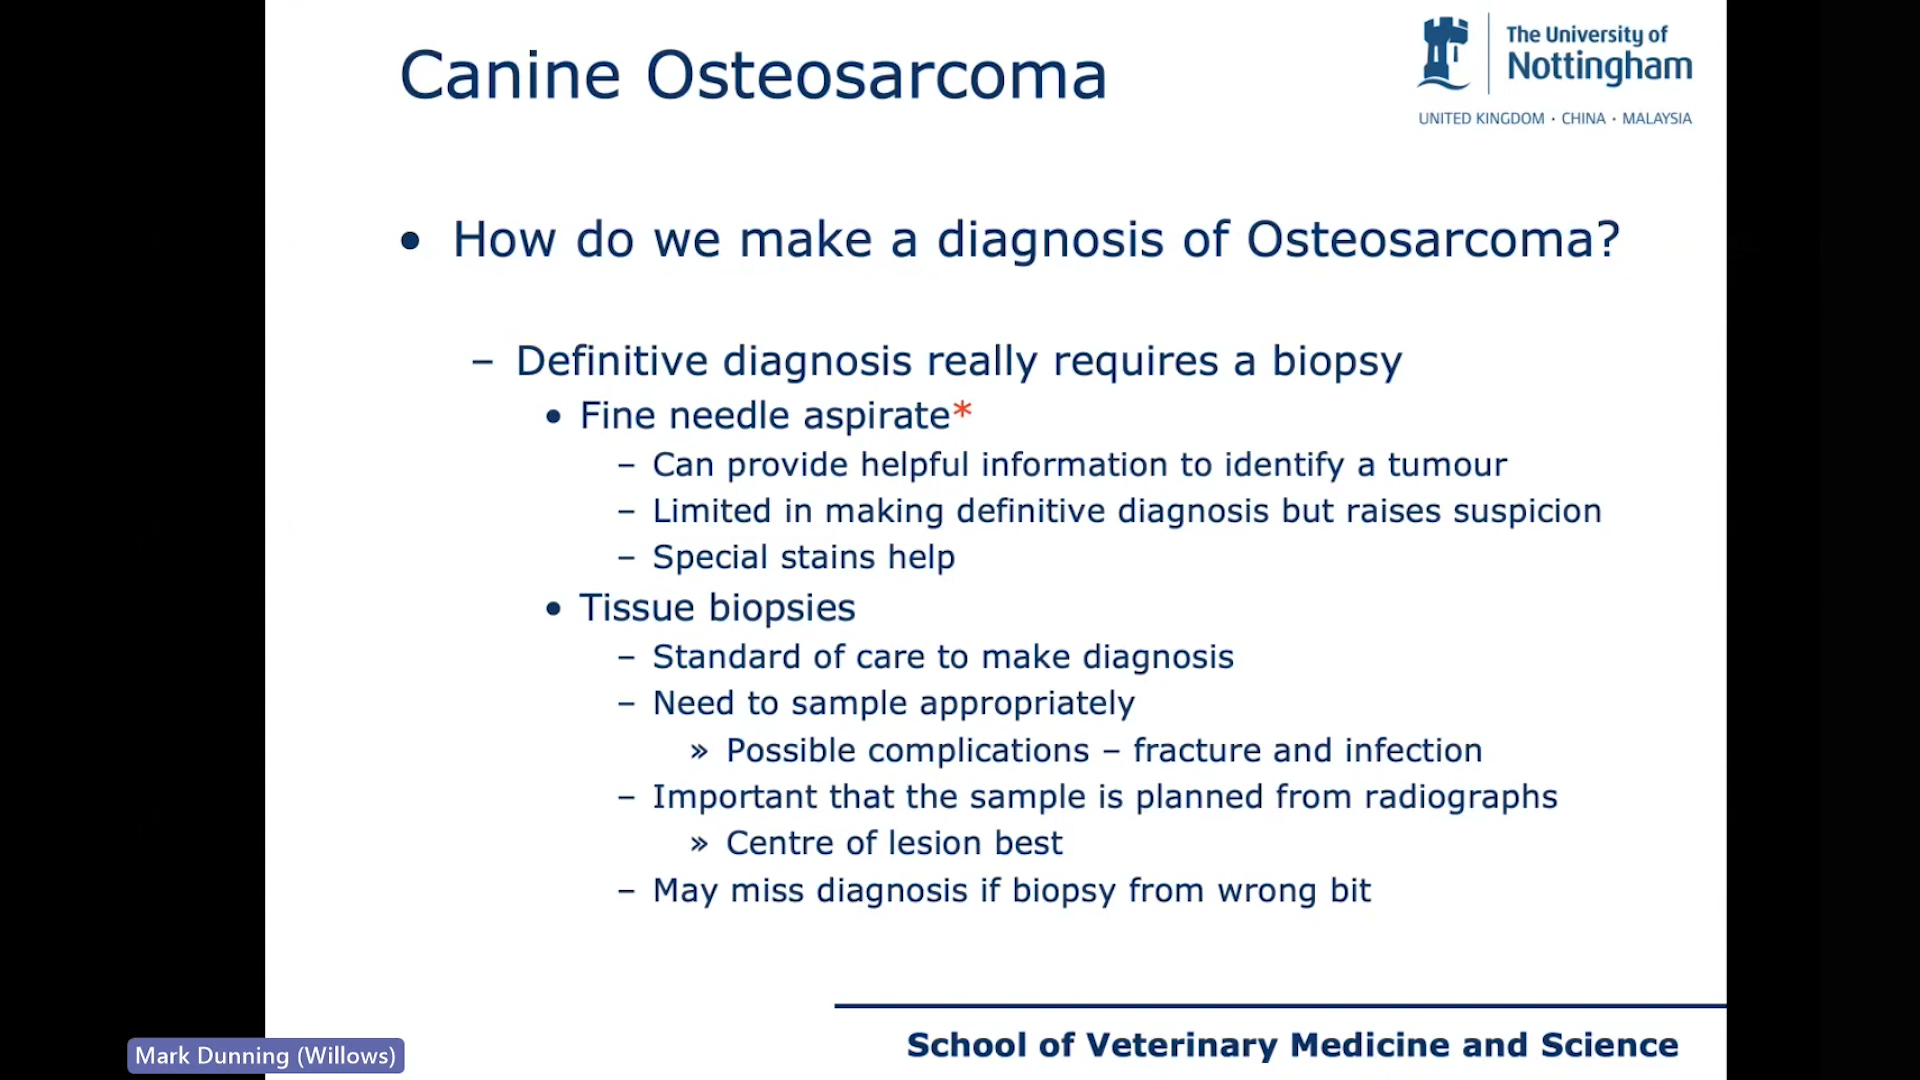 Canine Osteosarcoma
The University of
Nottingham
UNITED KINGDOM · CHINA · MALAYSIA
• How do we make a diagnosis of Osteosarcoma?
– Definitive diagnosis really requires a biopsy
• Fine needle aspirate*
– Can provide helpful information to identify a tumour
– Limited in making definitive diagnosis but raises suspicion
– Special stains help
• Tissue biopsies
– Standard of care to make diagnosis
– Need to sample appropriately
» Possible complications – fracture and infection
– Important that the sample is planned from radiographs
» Centre of lesion best
– May miss diagnosis if biopsy from wrong bit
School of Veterinary Medicine and Science
Mark Dunning (Willows)